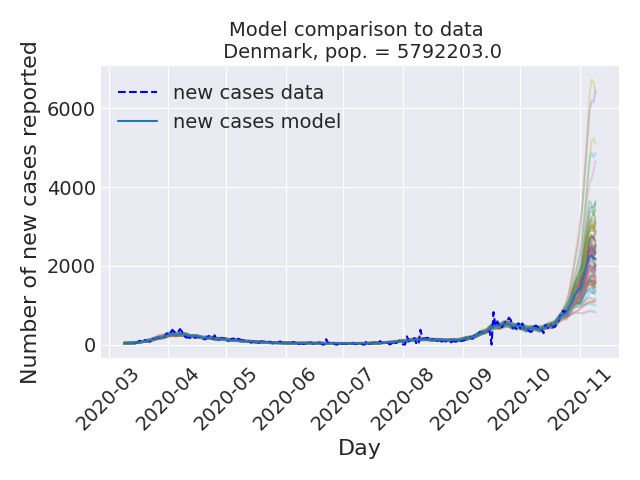 Model comparison to data
Denmark, pop. = 5792203.0
Number of new cases reported
6000
4000
2000
0
new cases data
new cases model
2020-03
2020-04
2020-05
2020-06
2020-07
2020-08
2020-09
2020-10
2020-11
Day